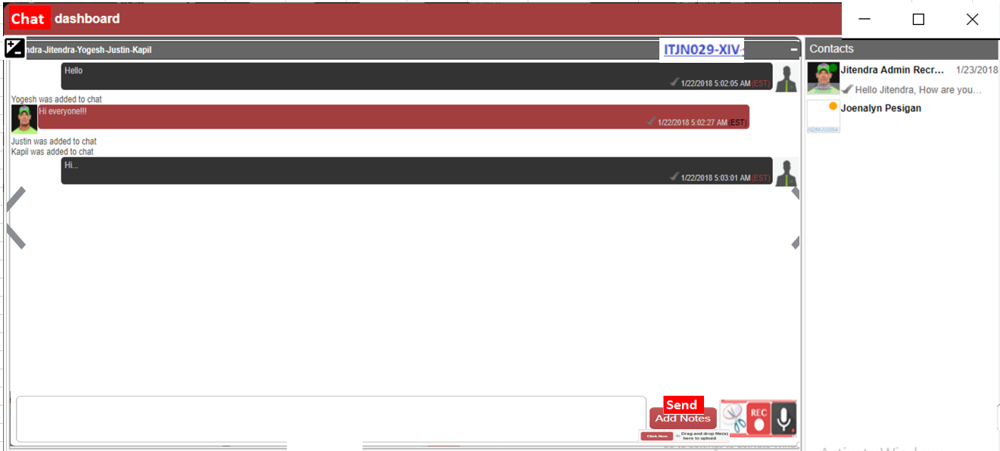 Chat dashboard
ndra-Jitendra-Yogesh-Justin-Kapil
ITJN029-XIV
Contacts
Hello
1/22/2018 5:02:05 AM (EST)
Jitendra Admin Recr... 1/23/2018
Hello Jitendra, How are you...
Yogesh was added to chat
Hi everyone!!!
1/22/2018 5:02:27 AM (EST)
Joenalyn Pesigan
ADM-A0064
Justin was added to chat
Kapil was added to chat
Hi...
1/22/2018 5:03:01 AM (EST)
Send
Add Notes
REC
Click Here
Drag and drop file(s)
here to upload